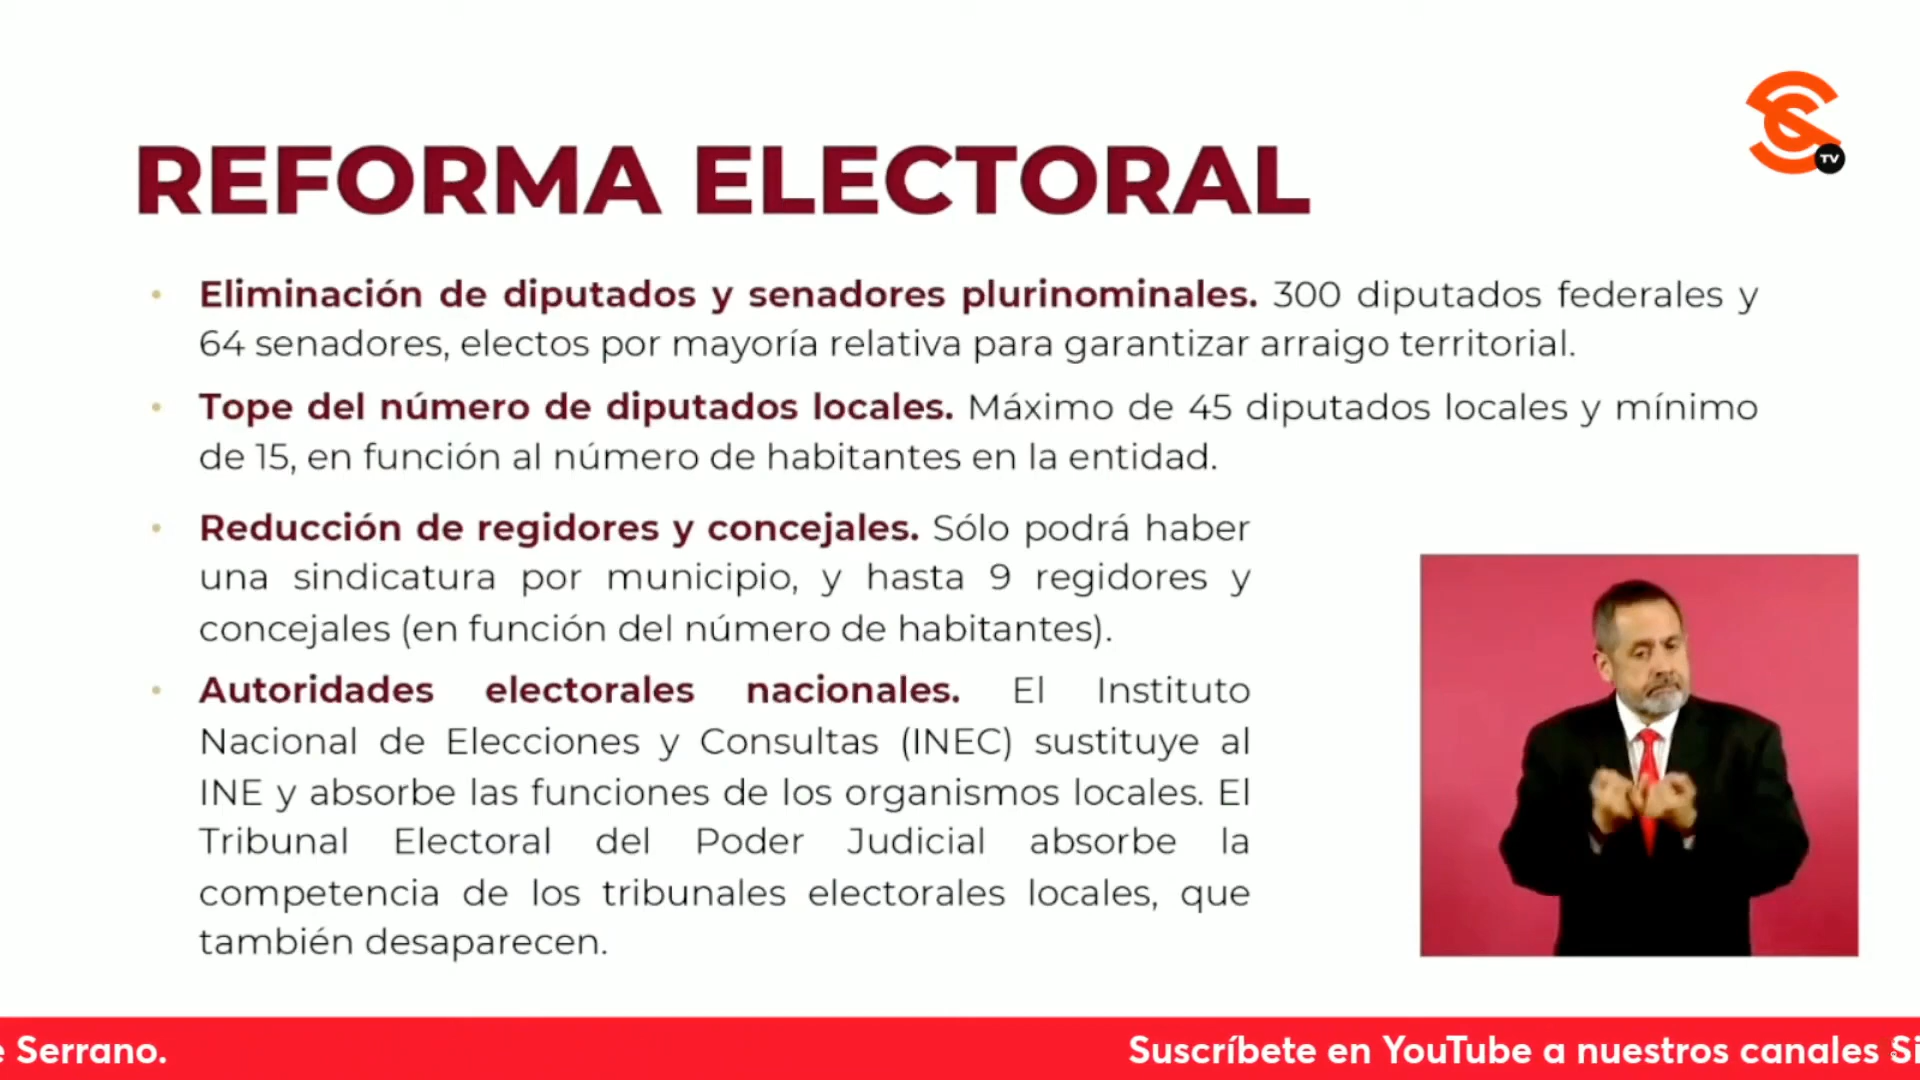 TV
REFORMA ELECTORAL
• Eliminación de diputados y senadores plurinominales. 300 diputados federales y
64 senadores, electos por mayoría relativa para garantizar arraigo territorial.
• Tope del número de diputados locales. Máximo de 45 diputados locales y mínimo
de 15, en función al número de habitantes en la entidad.
• Reducción de regidores y concejales. Sólo podrá haber
una sindicatura por municipio, y hasta 9 regidores y
concejales (en función del número de habitantes).
• Autoridades electorales nacionales. El Instituto
Nacional de Elecciones y Consultas (INEC) sustituye al
INE y absorbe las funciones de los organismos locales. El
Tribunal Electoral del Poder Judicial absorbe la
competencia de los tribunales electorales locales, que
también desaparecen.
e Serrano. Suscríbete en YouTube a nuestros canales Si